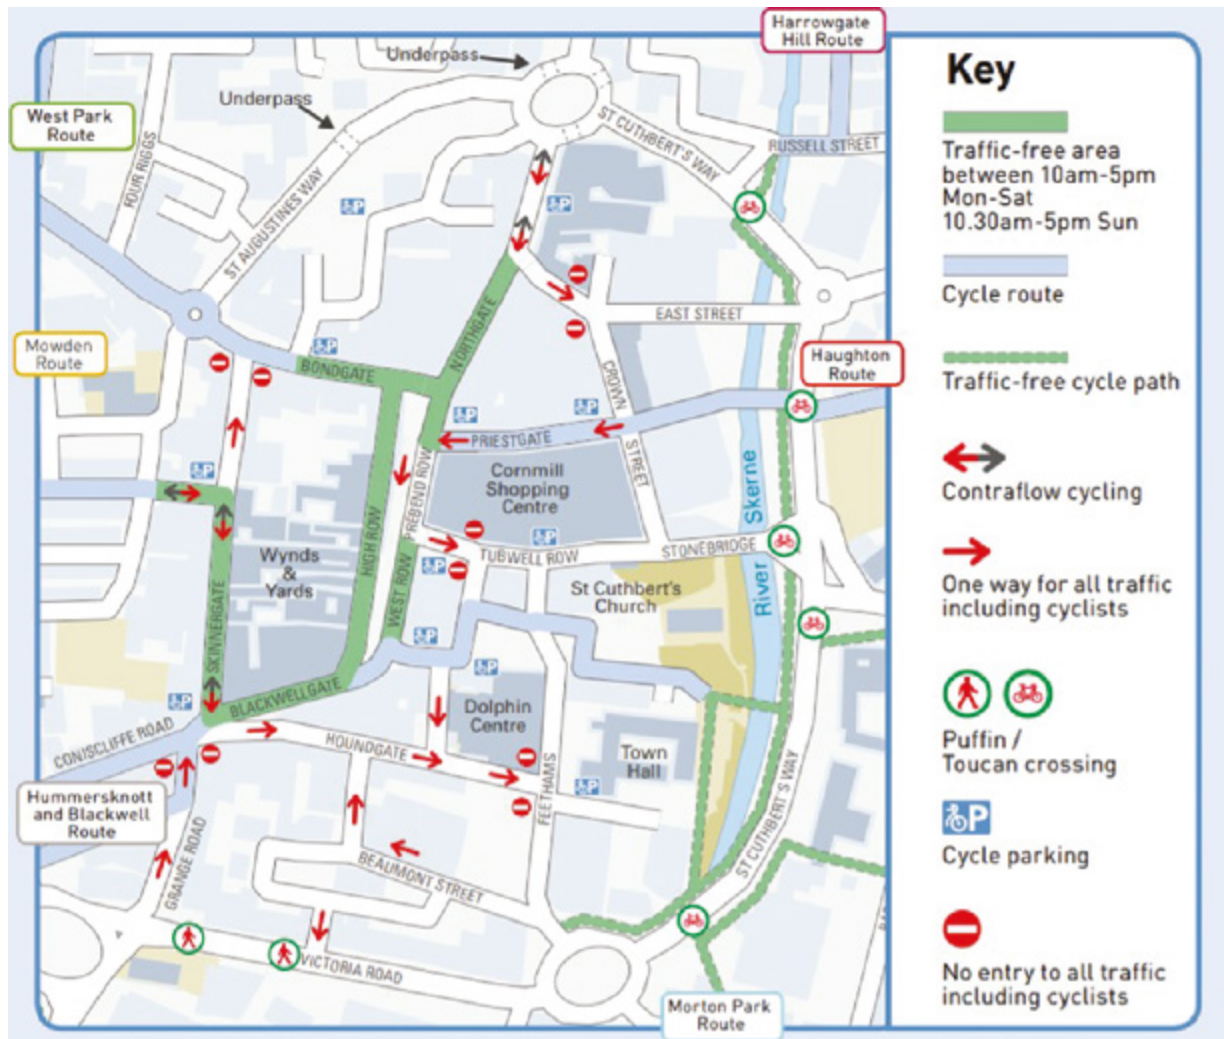 Harrowgate
Hill Route
Underpass
Underpass
West Park
Route
FOUR RIGGS
ST AUGUSTINES WAY
ST CUTHBERT'S WAY
RUSSELL STREET
P
P
NORTHGATE
EAST STREET
Mowden
Route
P
BONDGATE
CROWN
STREET
Haughton
Route
P
P
PRIESTGATE
P
Cornmill
Shopping
Centre
PREBEND ROW
HIGH ROW
River Skerne
P
TUBWELL ROW
STONEBRIDGE
Wynds
&
Yards
P
WEST ROW
St Cuthbert's
Church
SKINNERGATE
P
P
P
BLACKWELLGATE
CONISCLIFFE ROAD
Dolphin
Centre
HOUNDGATE
Town
Hall
P
FEETHAMS
ST CUTHBERT'S WAY
Hummersknott
and Blackwell
Route
GRANGE ROAD
BEAUMONT STREET
VICTORIA ROAD
Morton Park
Route
Key
Traffic-free area
between 10am-5pm
Mon-Sat
10.30am-5pm Sun
Cycle route
Traffic-free cycle path
Contraflow cycling
One way for all traffic
including cyclists
Puffin /
Toucan crossing
P
Cycle parking
No entry to all traffic
including cyclists